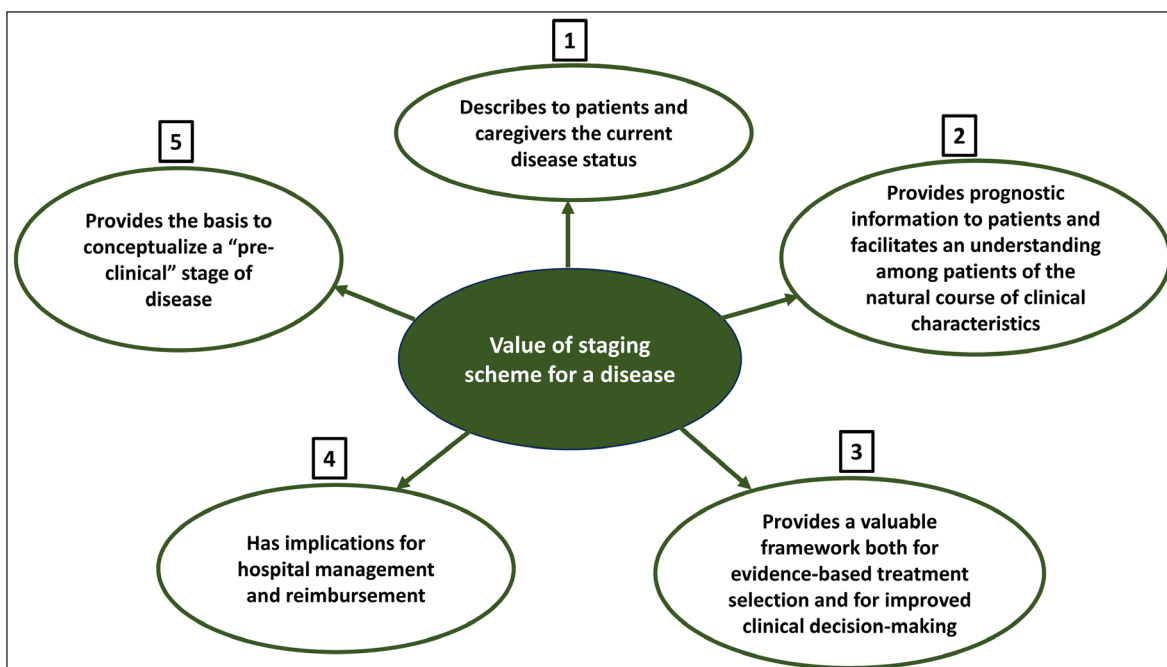 1
Describes to patients and
caregivers the current
disease status
2
Provides prognostic
information to patients and
facilitates an understanding
among patients of the
natural course of clinical
characteristics
3
Provides a valuable
framework both for
evidence-based treatment
selection and for improved
clinical decision-making
4
Has implications for
hospital management
and reimbursement
5
Provides the basis to
conceptualize a “pre-
clinical” stage of
disease
Value of staging
scheme for a disease